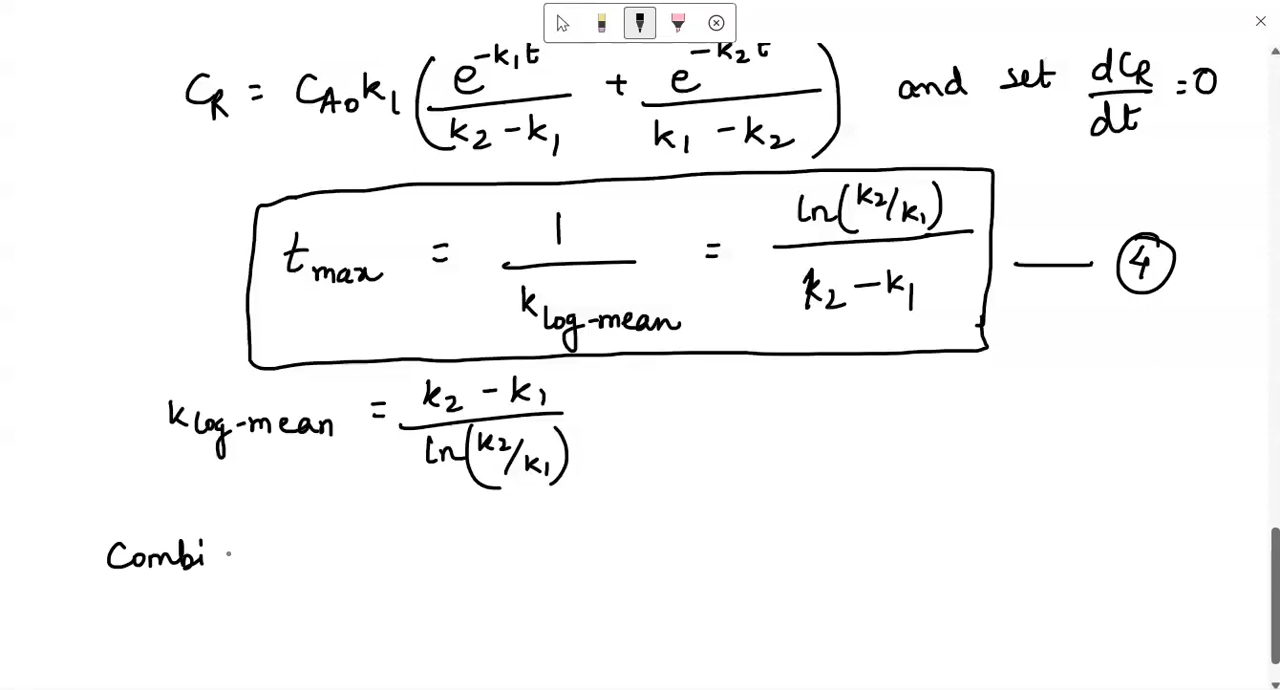 C_R = C_A0 k_1 ( e^{-k_1 t} / (k_2 - k_1) + e^{-k_2 t} / (k_1 - k_2) ) and set dC_R/dt = 0
t_max = 1 / k_log-mean = ln(k_2/k_1) / (k_2 - k_1) —— ④
k_log-mean = (k_2 - k_1) / ln(k_2/k_1)
Combi